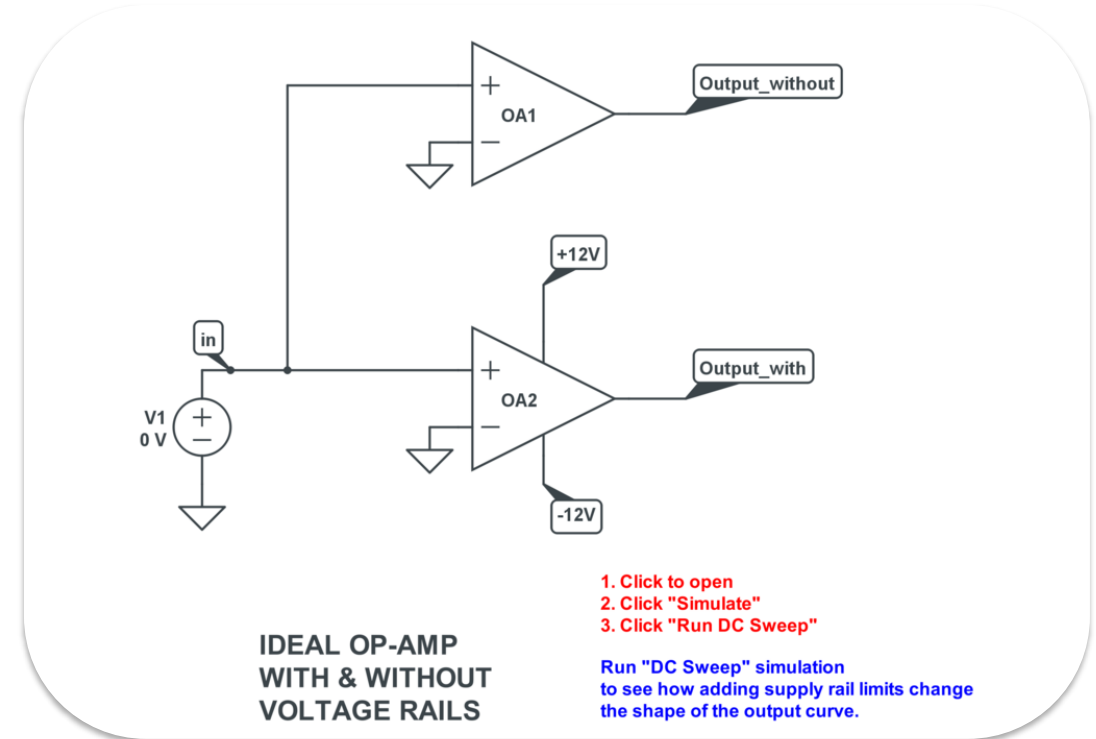 Output_without
+
OA1
−
+12V
in
Output_with
+
OA2
−
V1
0 V
+
−
-12V
1. Click to open
2. Click "Simulate"
3. Click "Run DC Sweep"
IDEAL OP-AMP
WITH & WITHOUT
VOLTAGE RAILS
Run "DC Sweep" simulation
to see how adding supply rail limits change
the shape of the output curve.